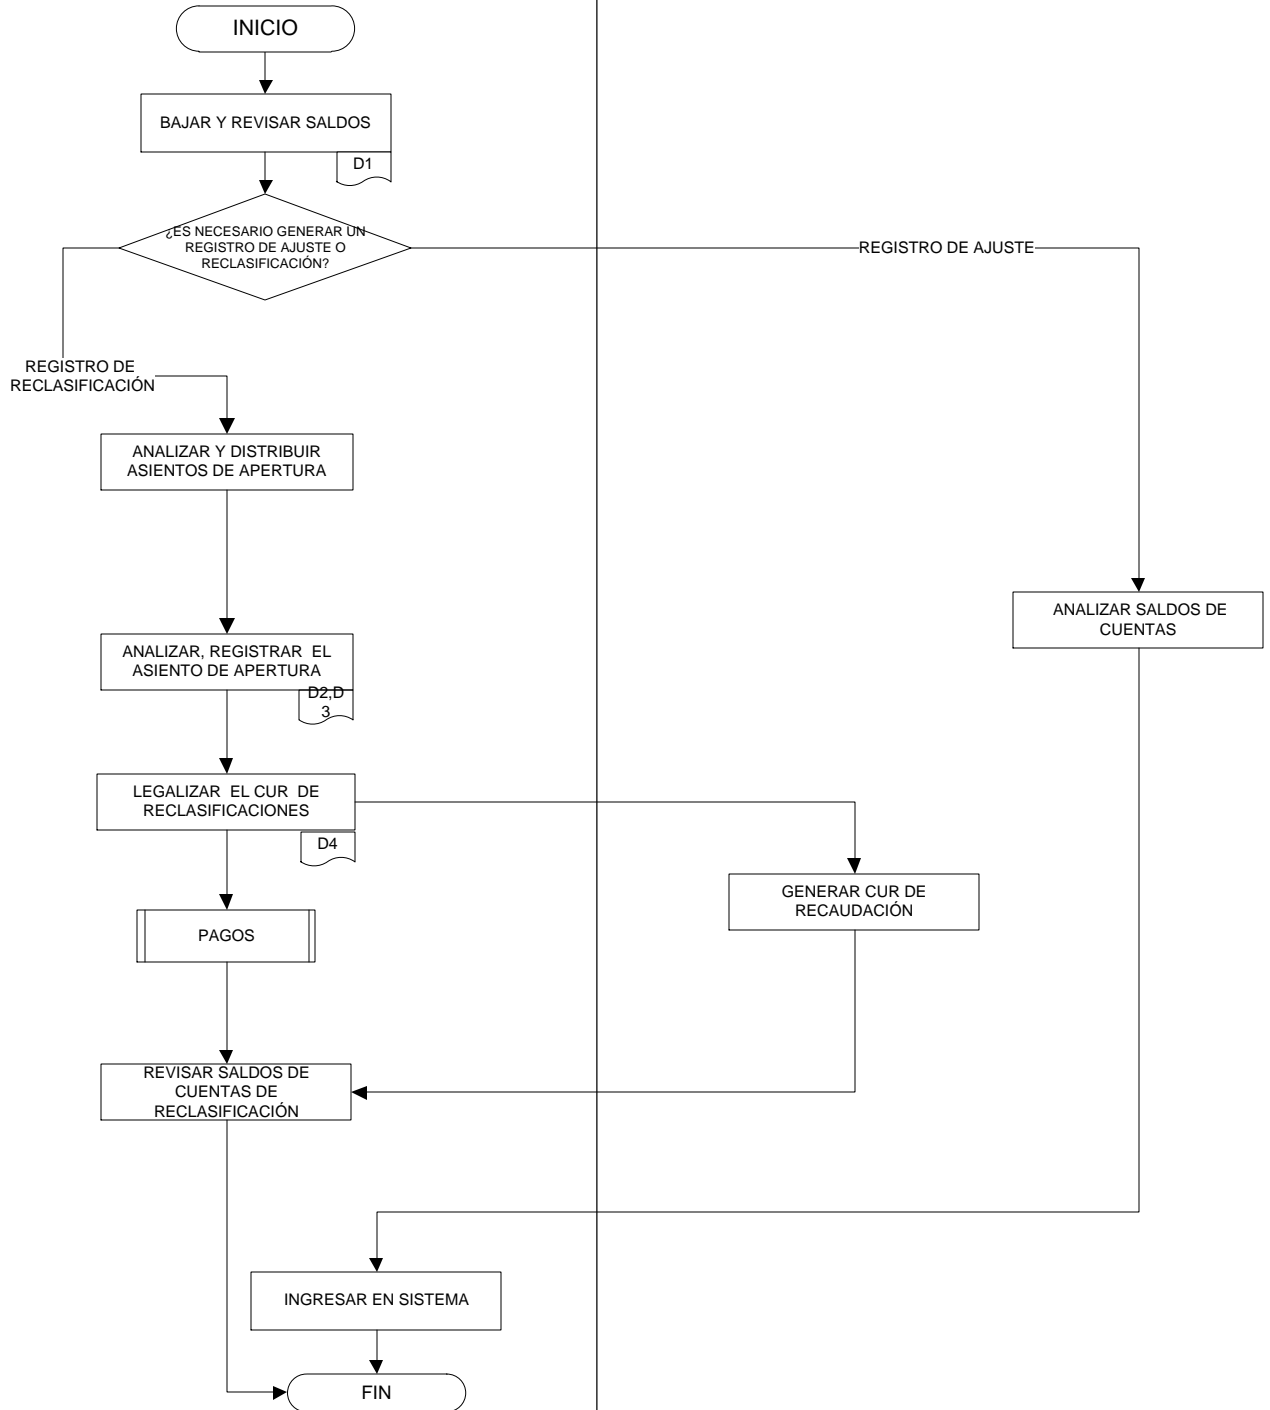 INICIO
BAJAR Y REVISAR SALDOS
D1
¿ES NECESARIO GENERAR UN
REGISTRO DE AJUSTE O
RECLASIFICACIÓN?
REGISTRO DE AJUSTE
REGISTRO DE
RECLASIFICACIÓN
ANALIZAR Y DISTRIBUIR
ASIENTOS DE APERTURA
ANALIZAR SALDOS DE
CUENTAS
ANALIZAR, REGISTRAR EL
ASIENTO DE APERTURA
D2,D
3
LEGALIZAR EL CUR DE
RECLASIFICACIONES
D4
GENERAR CUR DE
RECAUDACIÓN
PAGOS
REVISAR SALDOS DE
CUENTAS DE
RECLASIFICACIÓN
INGRESAR EN SISTEMA
FIN